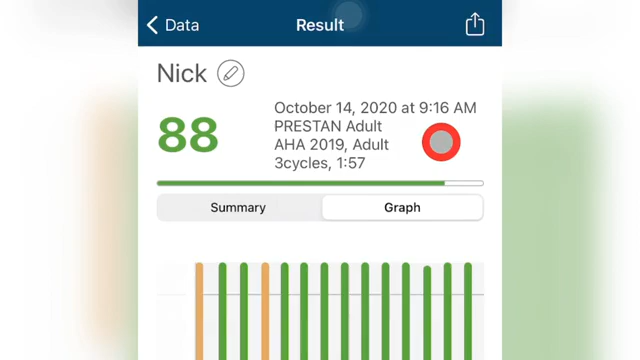 Data
Result
Nick
88
October 14, 2020 at 9:16 AM
PRESTAN Adult
AHA 2019, Adult
3cycles, 1:57
Summary
Graph